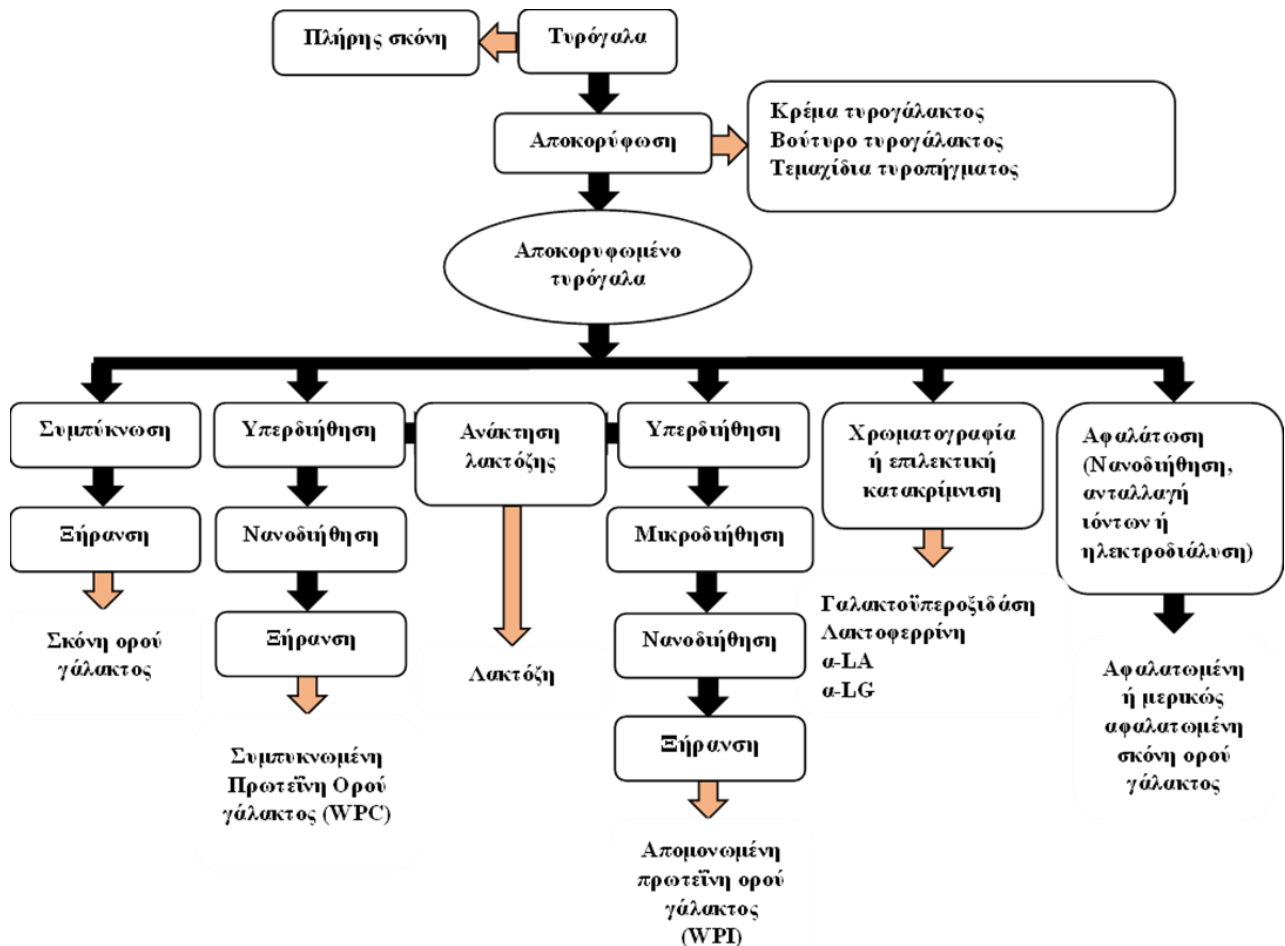 Πλήρης σκόνη
Τυρόγαλα
Αποκορύφωση
Κρέμα τυρογάλακτος
Βούτυρο τυρογάλακτος
Τεμαχίδια τυροπήγματος
Αποκορυφωμένο
τυρόγαλα
Συμπύκνωση
Ξήρανση
Σκόνη ορού
γάλακτος
Υπερδιήθηση
Νανοδιήθηση
Ξήρανση
Συμπυκνωμένη
Πρωτεΐνη Ορού
γάλακτος (WPC)
Ανάκτηση
λακτόζης
Λακτόζη
Υπερδιήθηση
Μικροδιήθηση
Νανοδιήθηση
Ξήρανση
Απομονωμένη
πρωτεΐνη ορού
γάλακτος
(WPI)
Χρωματογραφία
ή επιλεκτική
κατακρίμνιση
Γαλακτοϋπεροξιδάση
Λακτοφερρίνη
α-LA
α-LG
Αφαλάτωση
(Νανοδιήθηση,
ανταλλαγή
ιόντων ή
ηλεκτροδιάλυση)
Αφαλατωμένη
ή μερικώς
αφαλατωμένη
σκόνη ορού
γάλακτος